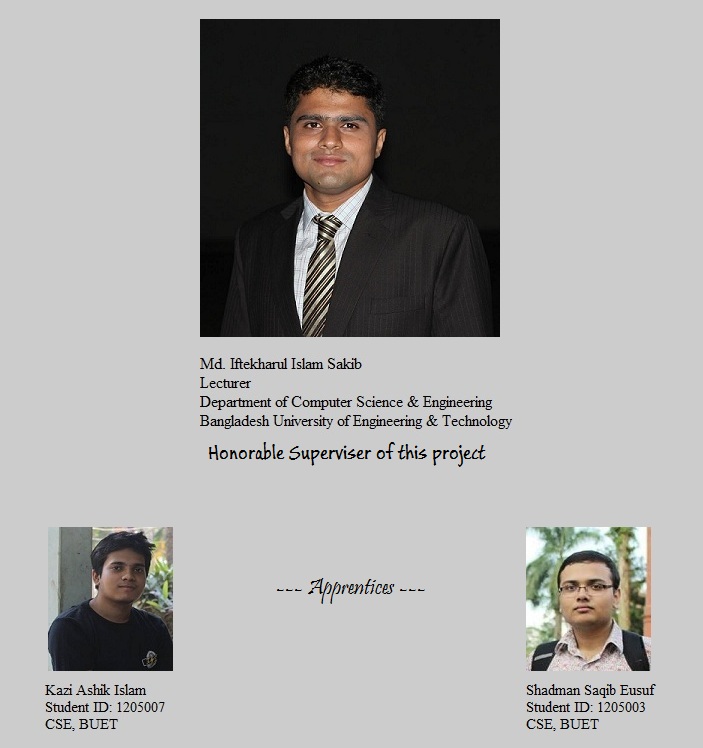 Md. Iftekharul Islam Sakib
Lecturer
Department of Computer Science & Engineering
Bangladesh University of Engineering & Technology
Honorable Superviser of this project
--- Apprentices ---
Kazi Ashik Islam
Student ID: 1205007
CSE, BUET
Shadman Saqib Eusuf
Student ID: 1205003
CSE, BUET